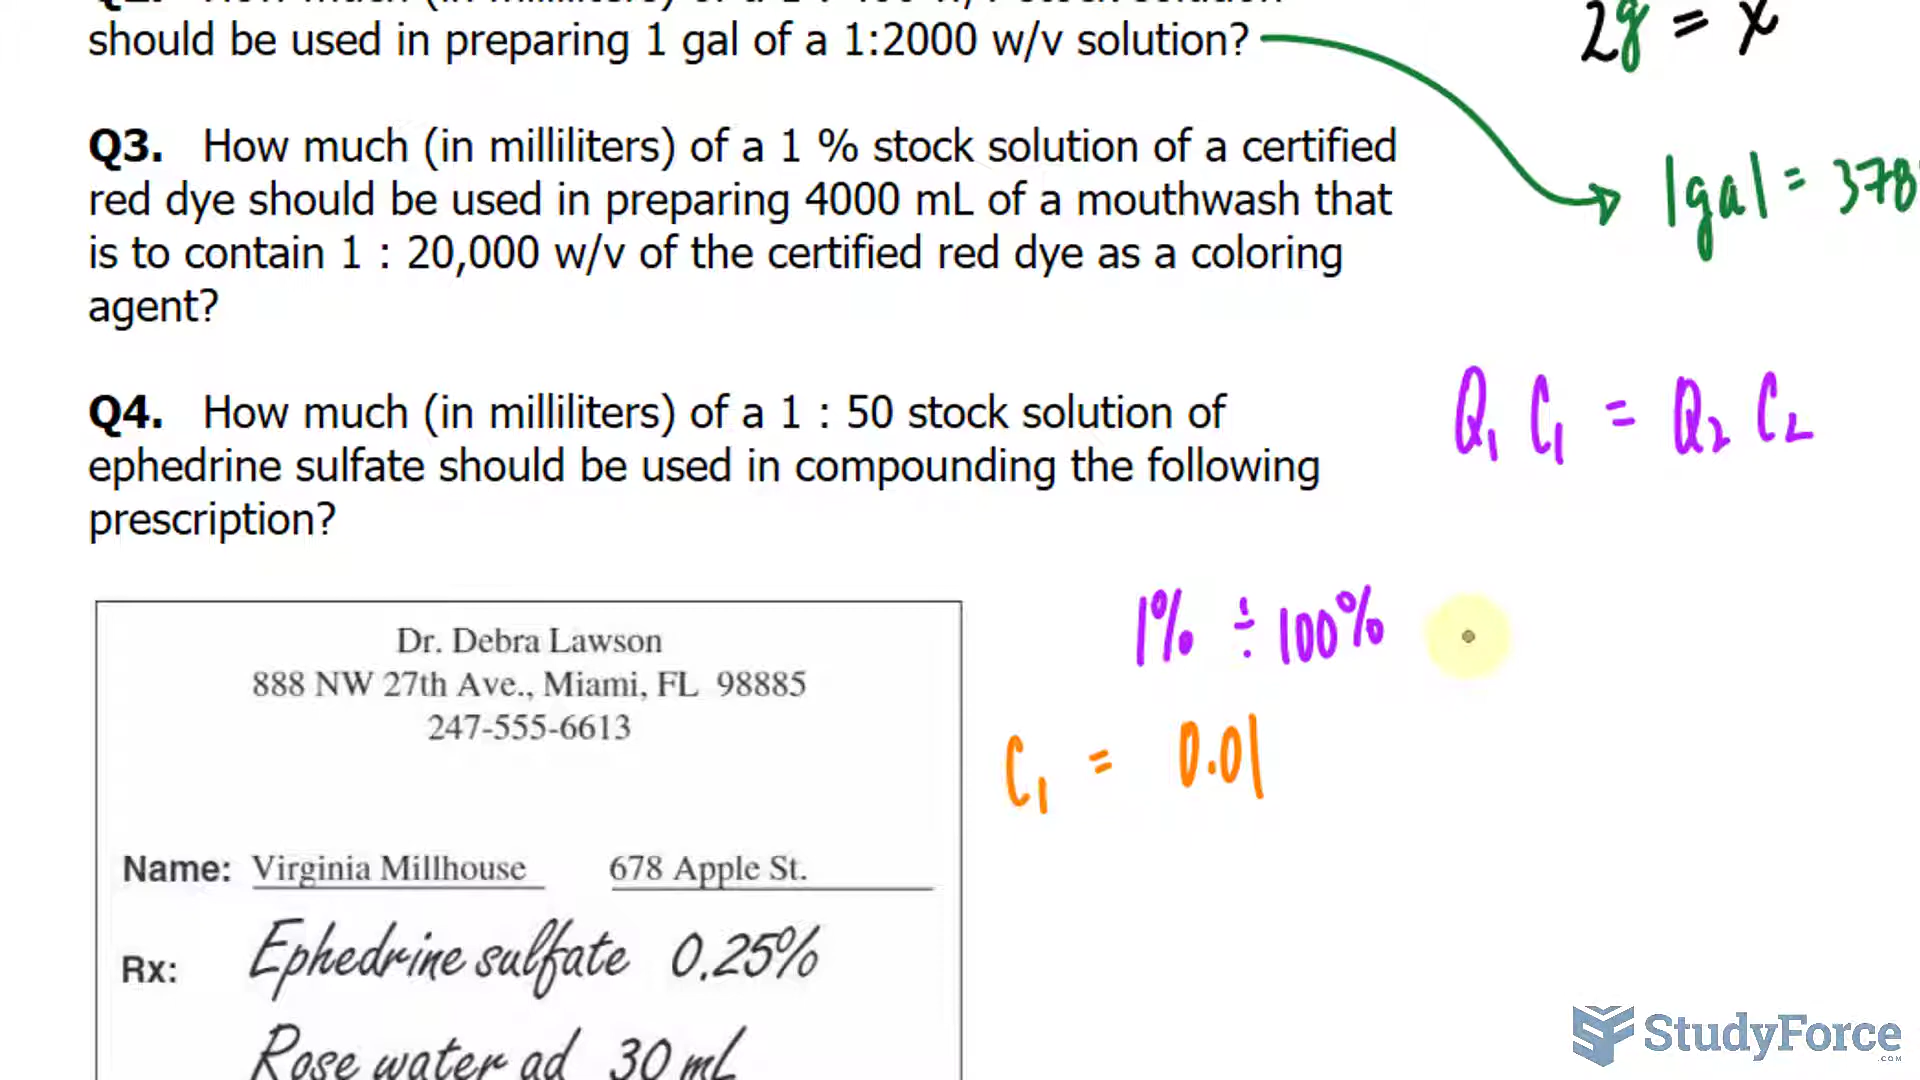 should be used in preparing 1 gal of a 1:2000 w/v solution?
2g = x
Q3. How much (in milliliters) of a 1 % stock solution of a certified
red dye should be used in preparing 4000 mL of a mouthwash that
is to contain 1 : 20,000 w/v of the certified red dye as a coloring
agent?
1gal = 378
Q4. How much (in milliliters) of a 1 : 50 stock solution of
ephedrine sulfate should be used in compounding the following
prescription?
Q₁ C₁ = Q₂ C₂
1% ÷ 100%
C₁ = 0.01
Dr. Debra Lawson
888 NW 27th Ave., Miami, FL 98885
247-555-6613
Name: Virginia Millhouse 678 Apple St.
Rx: Ephedrine sulfate 0.25%
Rose water ad 30 mL
StudyForce
.COM